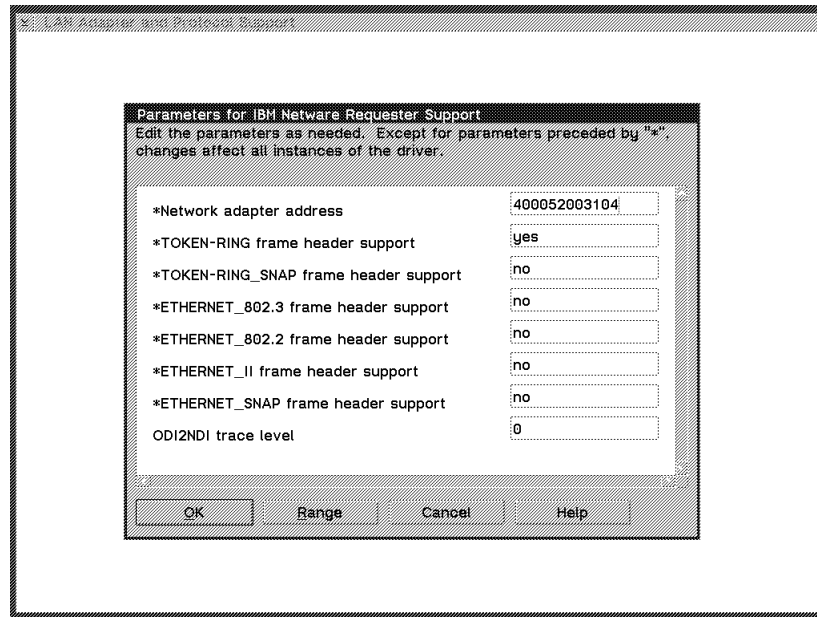 LAN Adapter and Protocol Support
Parameters for IBM Netware Requester Support
Edit the parameters as needed. Except for parameters preceded by "*",
changes affect all instances of the driver.
*Network adapter address 400052003104
*TOKEN-RING frame header support yes
*TOKEN-RING_SNAP frame header support no
*ETHERNET_802.3 frame header support no
*ETHERNET_802.2 frame header support no
*ETHERNET_II frame header support no
*ETHERNET_SNAP frame header support no
ODI2NDI trace level 0
OK Range Cancel Help